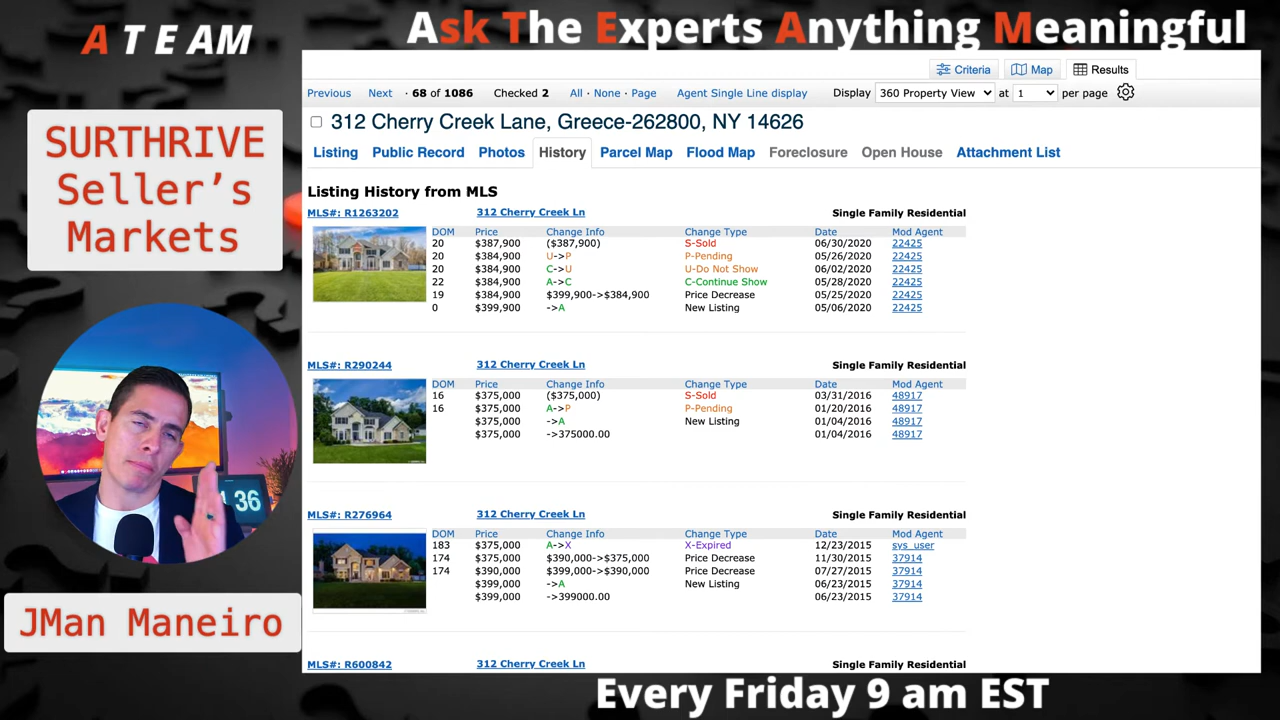 A T E AM
Ask The Experts Anything Meaningful
SURTHRIVE
Seller's
Markets
Criteria Map Results
Previous Next · 68 of 1086 Checked 2 All · None · Page Agent Single Line display Display 360 Property View at 1 per page
312 Cherry Creek Lane, Greece-262800, NY 14626
Listing Public Record Photos History Parcel Map Flood Map Foreclosure Open House Attachment List
Listing History from MLS
MLS#: R1263202 312 Cherry Creek Ln Single Family Residential
DOM Price Change Info Change Type Date Mod Agent
20 $387,900 ($387,900) S-Sold 06/30/2020 22425
20 $384,900 U->P P-Pending 05/26/2020 22425
20 $384,900 C->U U-Do Not Show 06/02/2020 22425
22 $384,900 A->C C-Continue Show 05/28/2020 22425
19 $384,900 $399,900->$384,900 Price Decrease 05/25/2020 22425
0 $399,900 ->A New Listing 05/06/2020 22425
MLS#: R290244 312 Cherry Creek Ln Single Family Residential
DOM Price Change Info Change Type Date Mod Agent
16 $375,000 ($375,000) S-Sold 03/31/2016 48917
16 $375,000 A->P P-Pending 01/20/2016 48917
$375,000 ->A New Listing 01/04/2016 48917
$375,000 ->375000.00 01/04/2016 48917
MLS#: R276964 312 Cherry Creek Ln Single Family Residential
DOM Price Change Info Change Type Date Mod Agent
183 $375,000 A->X X-Expired 12/23/2015 sys_user
174 $375,000 $390,000->$375,000 Price Decrease 11/30/2015 37914
174 $390,000 $399,000->$390,000 Price Decrease 07/27/2015 37914
$399,000 ->A New Listing 06/23/2015 37914
$399,000 ->399000.00 06/23/2015 37914
MLS#: R600842 312 Cherry Creek Ln Single Family Residential
36
JMan Maneiro
Every Friday 9 am EST